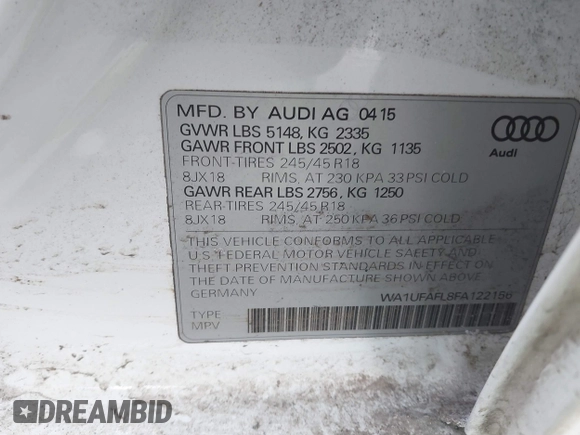 MFD. BY AUDI AG 04 15
GVWR LBS 5148, KG 2335
GAWR FRONT LBS 2502, KG 1135
FRONT-TIRES 245/45 R18
8JX18 RIMS, AT 230 KPA 33 PSI COLD
GAWR REAR LBS 2756, KG 1250
REAR-TIRES 245/45 R18
8JX18 RIMS, AT 250 KPA 36 PSI COLD
Audi
THIS VEHICLE CONFORMS TO ALL APPLICABLE
U.S. FEDERAL MOTOR VEHICLE SAFETY AND
THEFT PREVENTION STANDARDS IN EFFECT ON
THE DATE OF MANUFACTURE SHOWN ABOVE
GERMANY
WA1UFAFL8FA122156
TYPE
MPV
DREAMBID